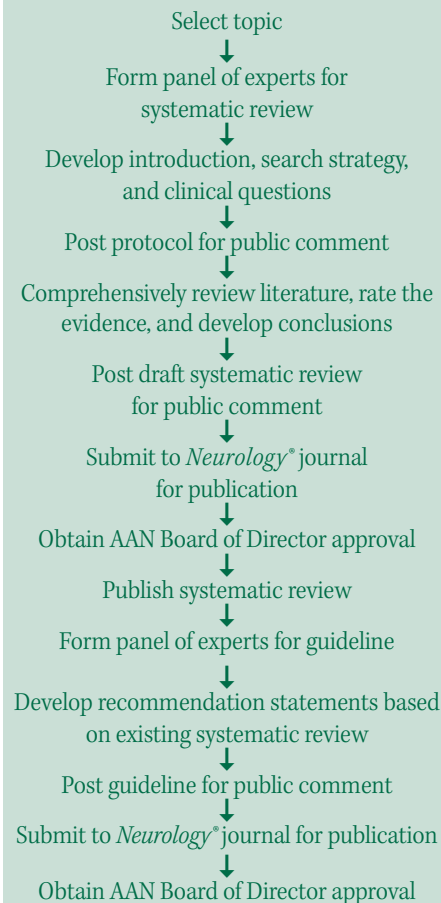 Select topic
Form panel of experts for
systematic review
Develop introduction, search strategy,
and clinical questions
Post protocol for public comment
Comprehensively review literature, rate the
evidence, and develop conclusions
Post draft systematic review
for public comment
Submit to Neurology® journal
for publication
Obtain AAN Board of Director approval
Publish systematic review
Form panel of experts for guideline
Develop recommendation statements based
on existing systematic review
Post guideline for public comment
Submit to Neurology® journal for publication
Obtain AAN Board of Director approval